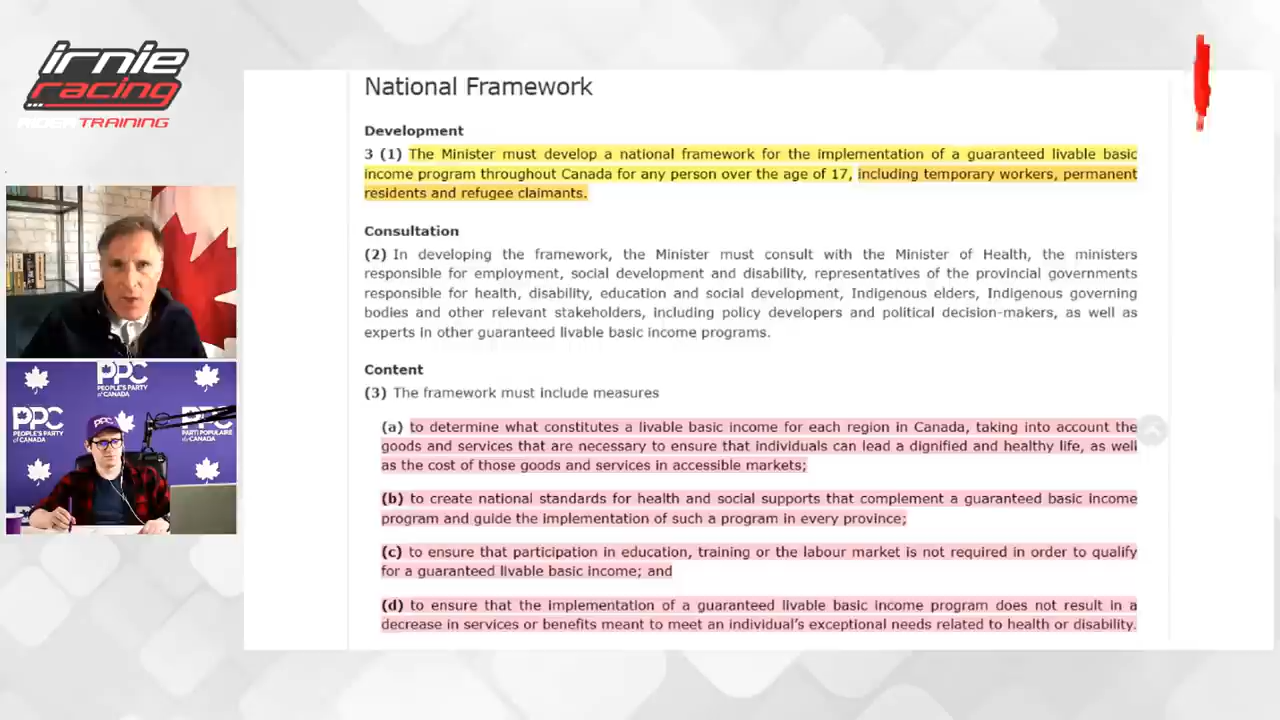 irnie
racing
RIDER TRAINING
National Framework
Development
3 (1) The Minister must develop a national framework for the implementation of a guaranteed livable basic
income program throughout Canada for any person over the age of 17, including temporary workers, permanent
residents and refugee claimants.
Consultation
(2) In developing the framework, the Minister must consult with the Minister of Health, the ministers
responsible for employment, social development and disability, representatives of the provincial governments
responsible for health, disability, education and social development, Indigenous elders, Indigenous governing
bodies and other relevant stakeholders, including policy developers and political decision-makers, as well as
experts in other guaranteed livable basic income programs.
Content
(3) The framework must include measures
(a) to determine what constitutes a livable basic income for each region in Canada, taking into account the
goods and services that are necessary to ensure that individuals can lead a dignified and healthy life, as well
as the cost of those goods and services in accessible markets;
(b) to create national standards for health and social supports that complement a guaranteed basic income
program and guide the implementation of such a program in every province;
(c) to ensure that participation in education, training or the labour market is not required in order to qualify
for a guaranteed livable basic income; and
(d) to ensure that the implementation of a guaranteed livable basic income program does not result in a
decrease in services or benefits meant to meet an individual's exceptional needs related to health or disability.
PPC
PEOPLE'S PARTY
of CANADA
PPC
PEOPLE'S PARTY
of CANADA
PPC
PARTI POPULAIRE
du CANADA
PPC